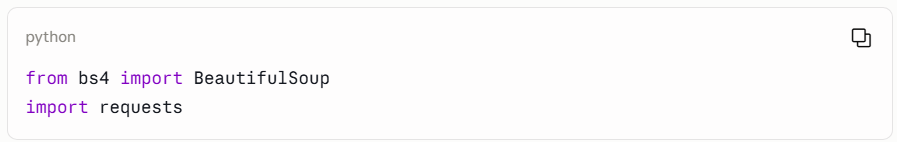 python
from bs4 import BeautifulSoup
import requests